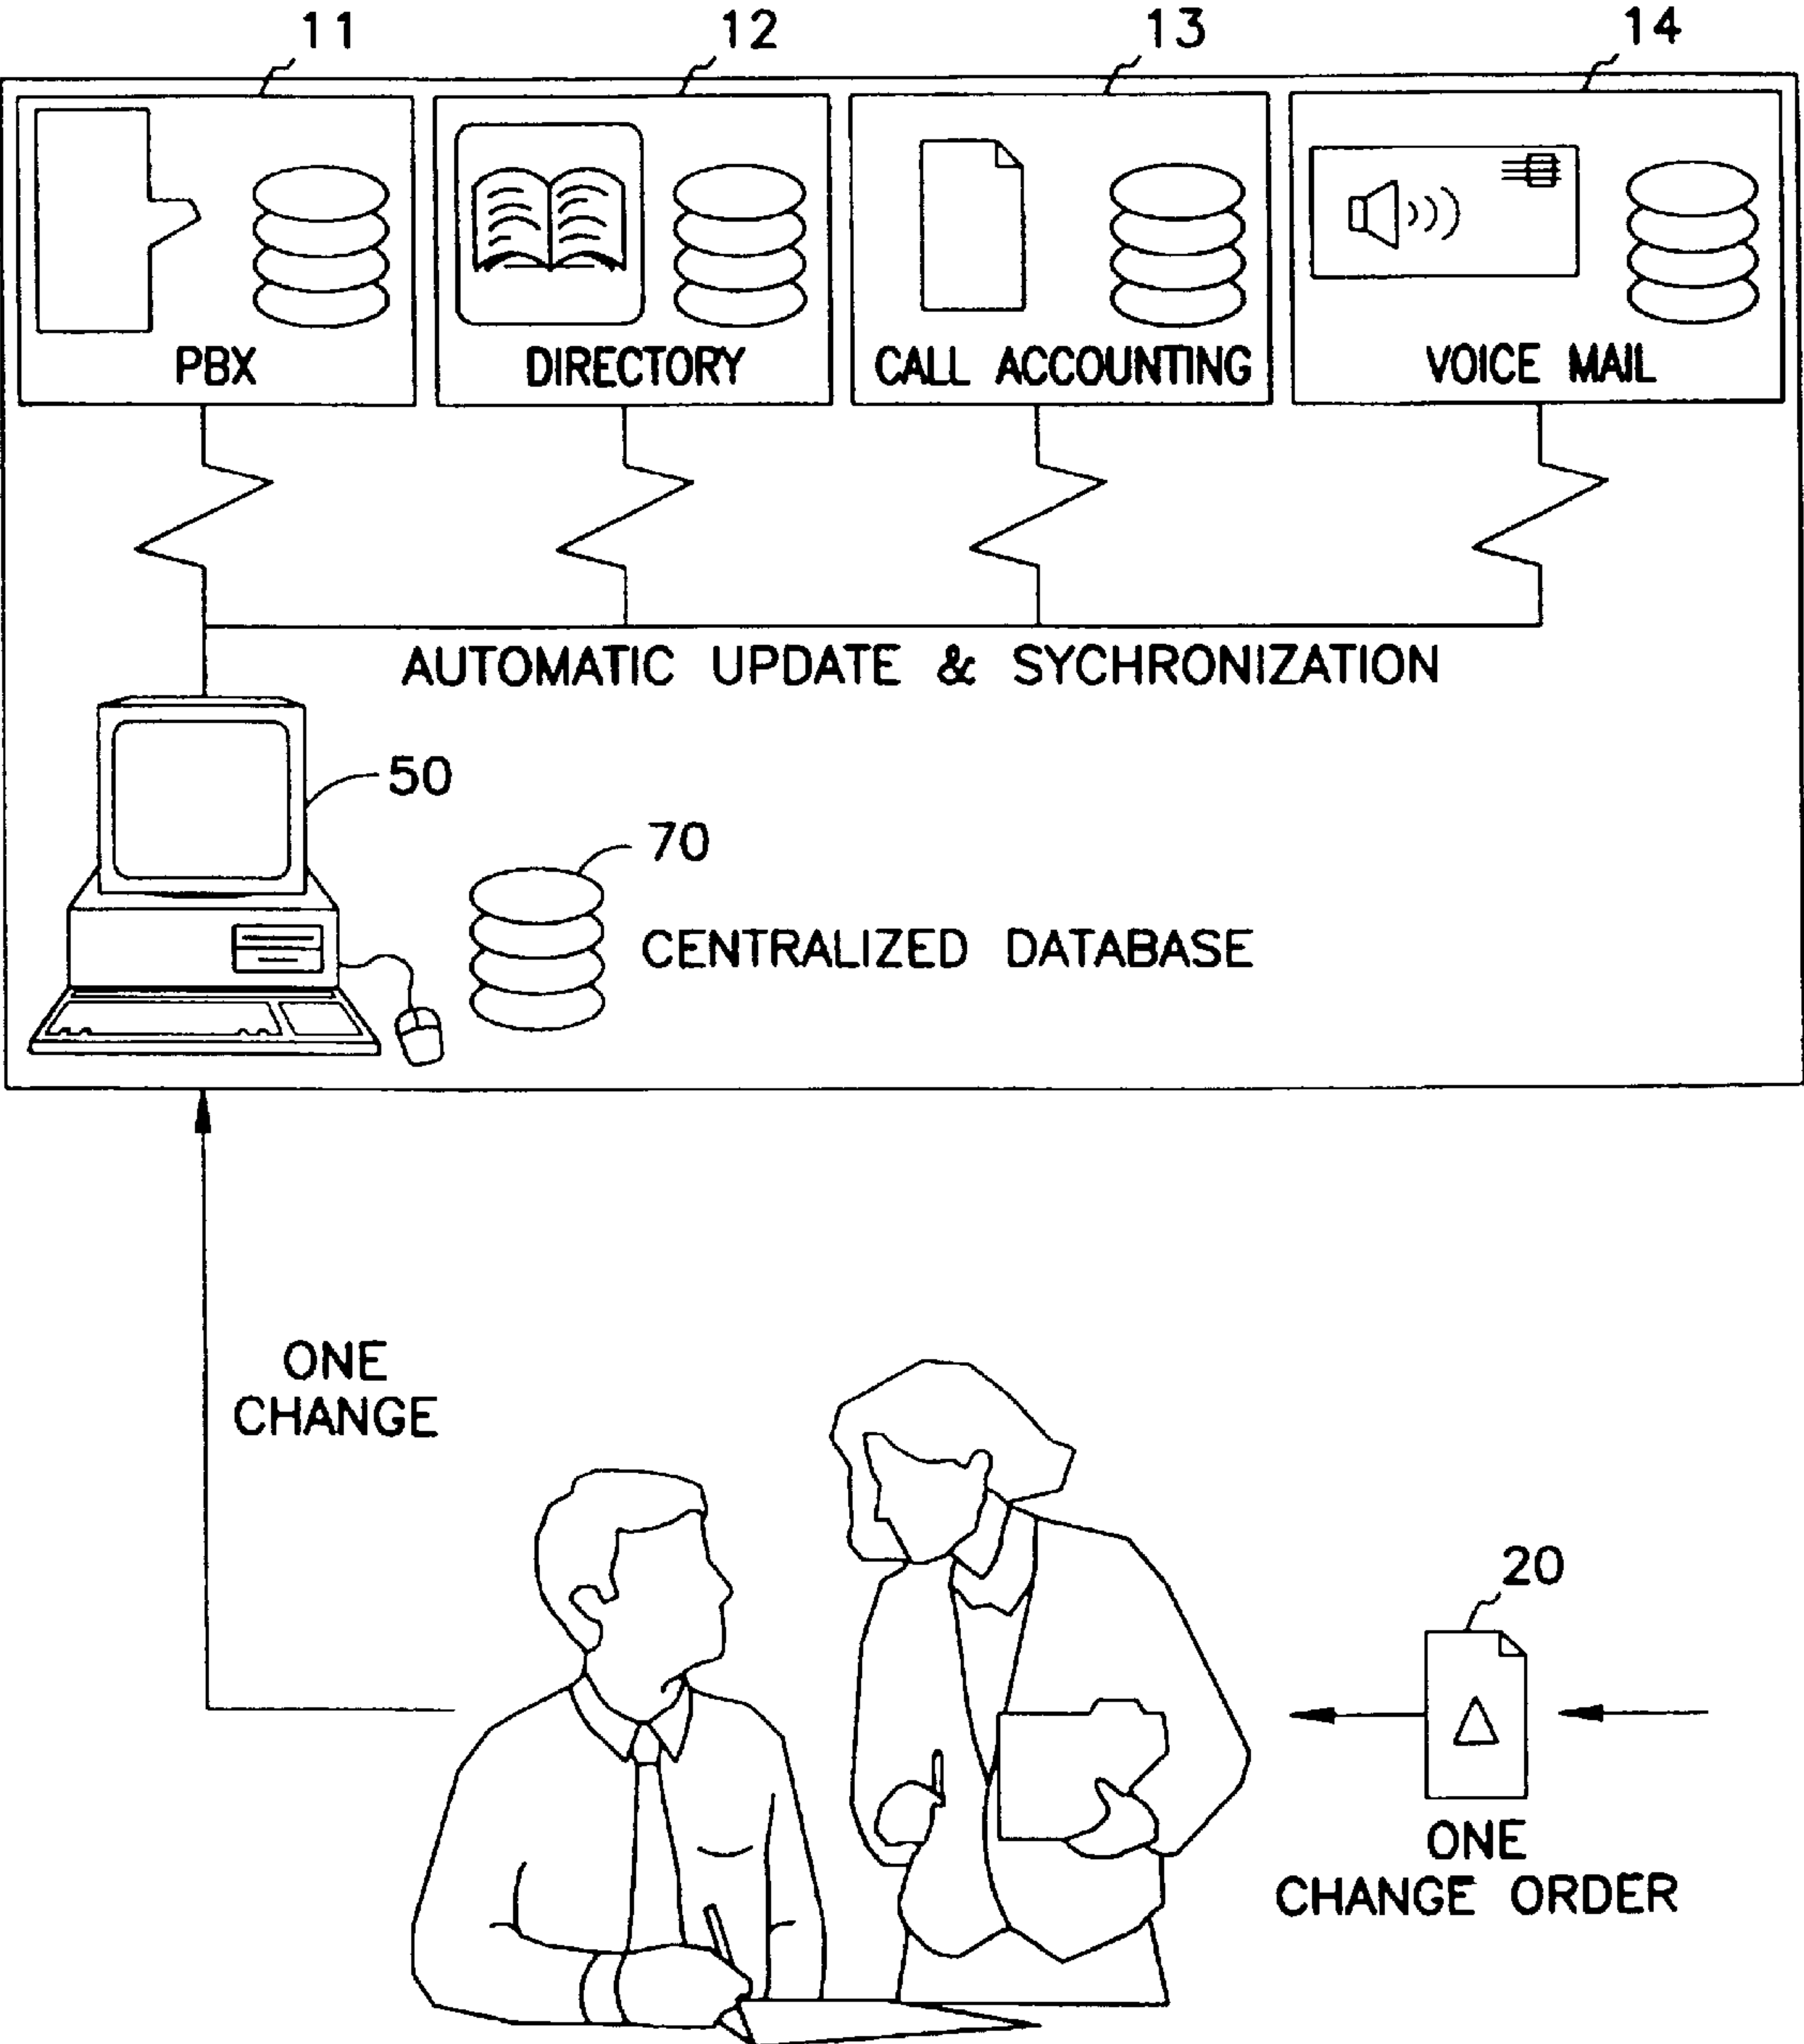 11 12 13 14
PBX DIRECTORY CALL ACCOUNTING VOICE MAIL
AUTOMATIC UPDATE & SYCHRONIZATION
50
70
CENTRALIZED DATABASE
ONE
CHANGE
20
ONE
CHANGE ORDER